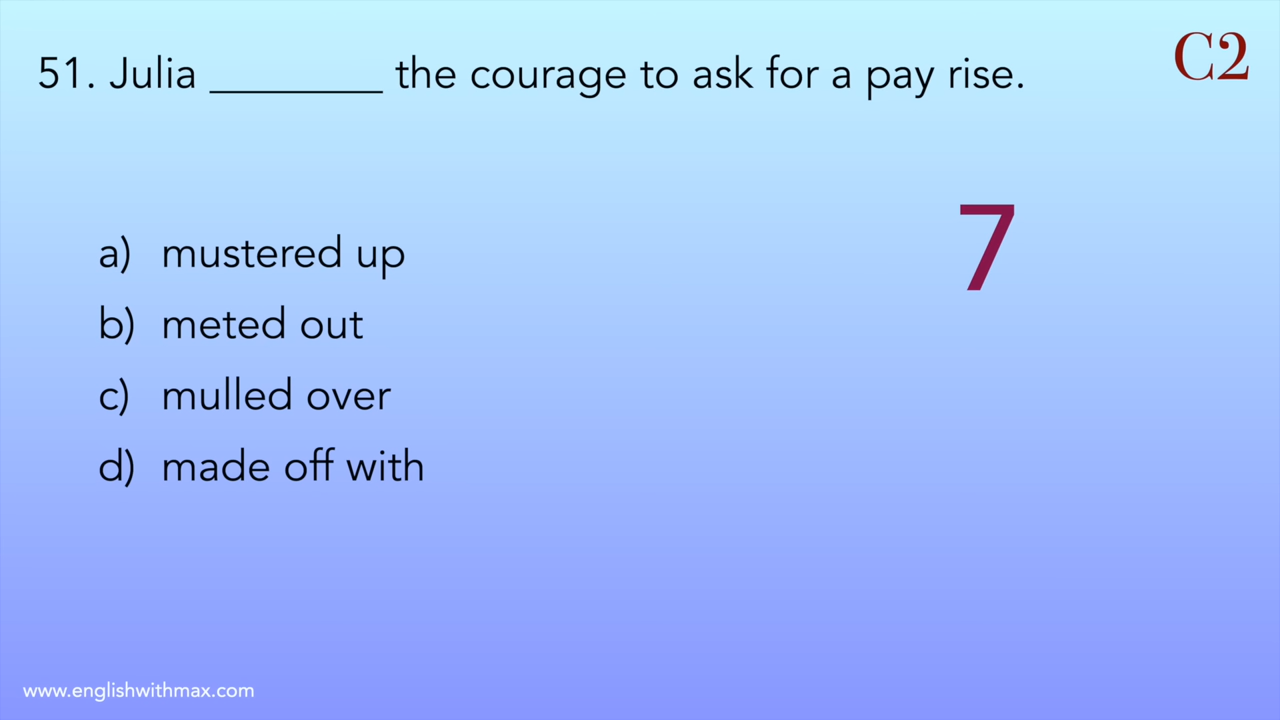 51. Julia ________ the courage to ask for a pay rise.
C2
7
a) mustered up
b) meted out
c) mulled over
d) made off with
www.englishwithmax.com